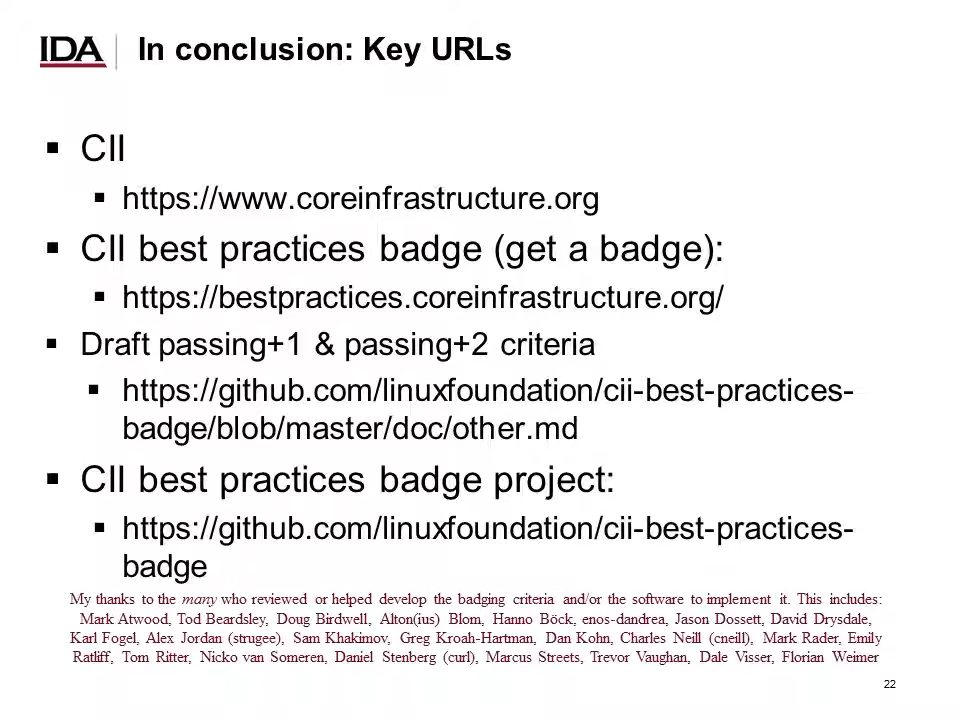 IDA
In conclusion: Key URLs
▪ CII
▪ https://www.coreinfrastructure.org
▪ CII best practices badge (get a badge):
▪ https://bestpractices.coreinfrastructure.org/
▪ Draft passing+1 & passing+2 criteria
▪ https://github.com/linuxfoundation/cii-best-practices-
badge/blob/master/doc/other.md
▪ CII best practices badge project:
▪ https://github.com/linuxfoundation/cii-best-practices-
badge
My thanks to the many who reviewed or helped develop the badging criteria and/or the software to implement it. This includes:
Mark Atwood, Tod Beardsley, Doug Birdwell, Alton(ius) Blom, Hanno Böck, enos-dandrea, Jason Dossett, David Drysdale,
Karl Fogel, Alex Jordan (strugee), Sam Khakimov, Greg Kroah-Hartman, Dan Kohn, Charles Neill (cneill), Mark Rader, Emily
Ratliff, Tom Ritter, Nicko van Someren, Daniel Stenberg (curl), Marcus Streets, Trevor Vaughan, Dale Visser, Florian Weimer
22